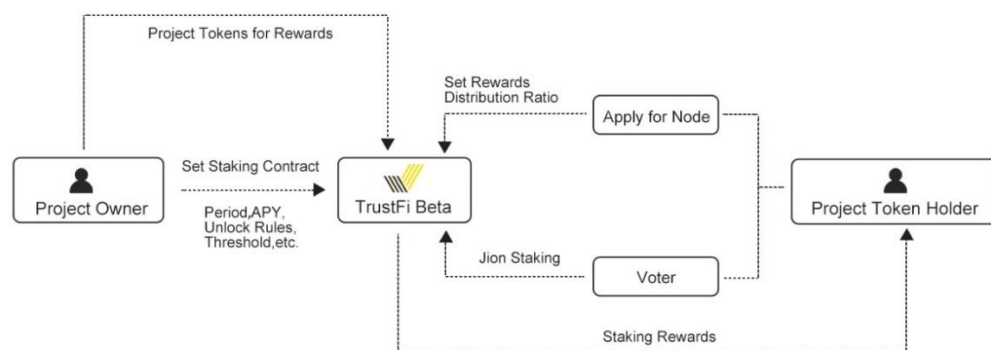 Project Tokens for Rewards
Set Rewards
Distribution Ratio
Apply for Node
Set Staking Contract
Project Owner
TrustFi Beta
Project Token Holder
Period,APY,
Unlock Rules,
Threshold,etc.
Jion Staking
Voter
Staking Rewards